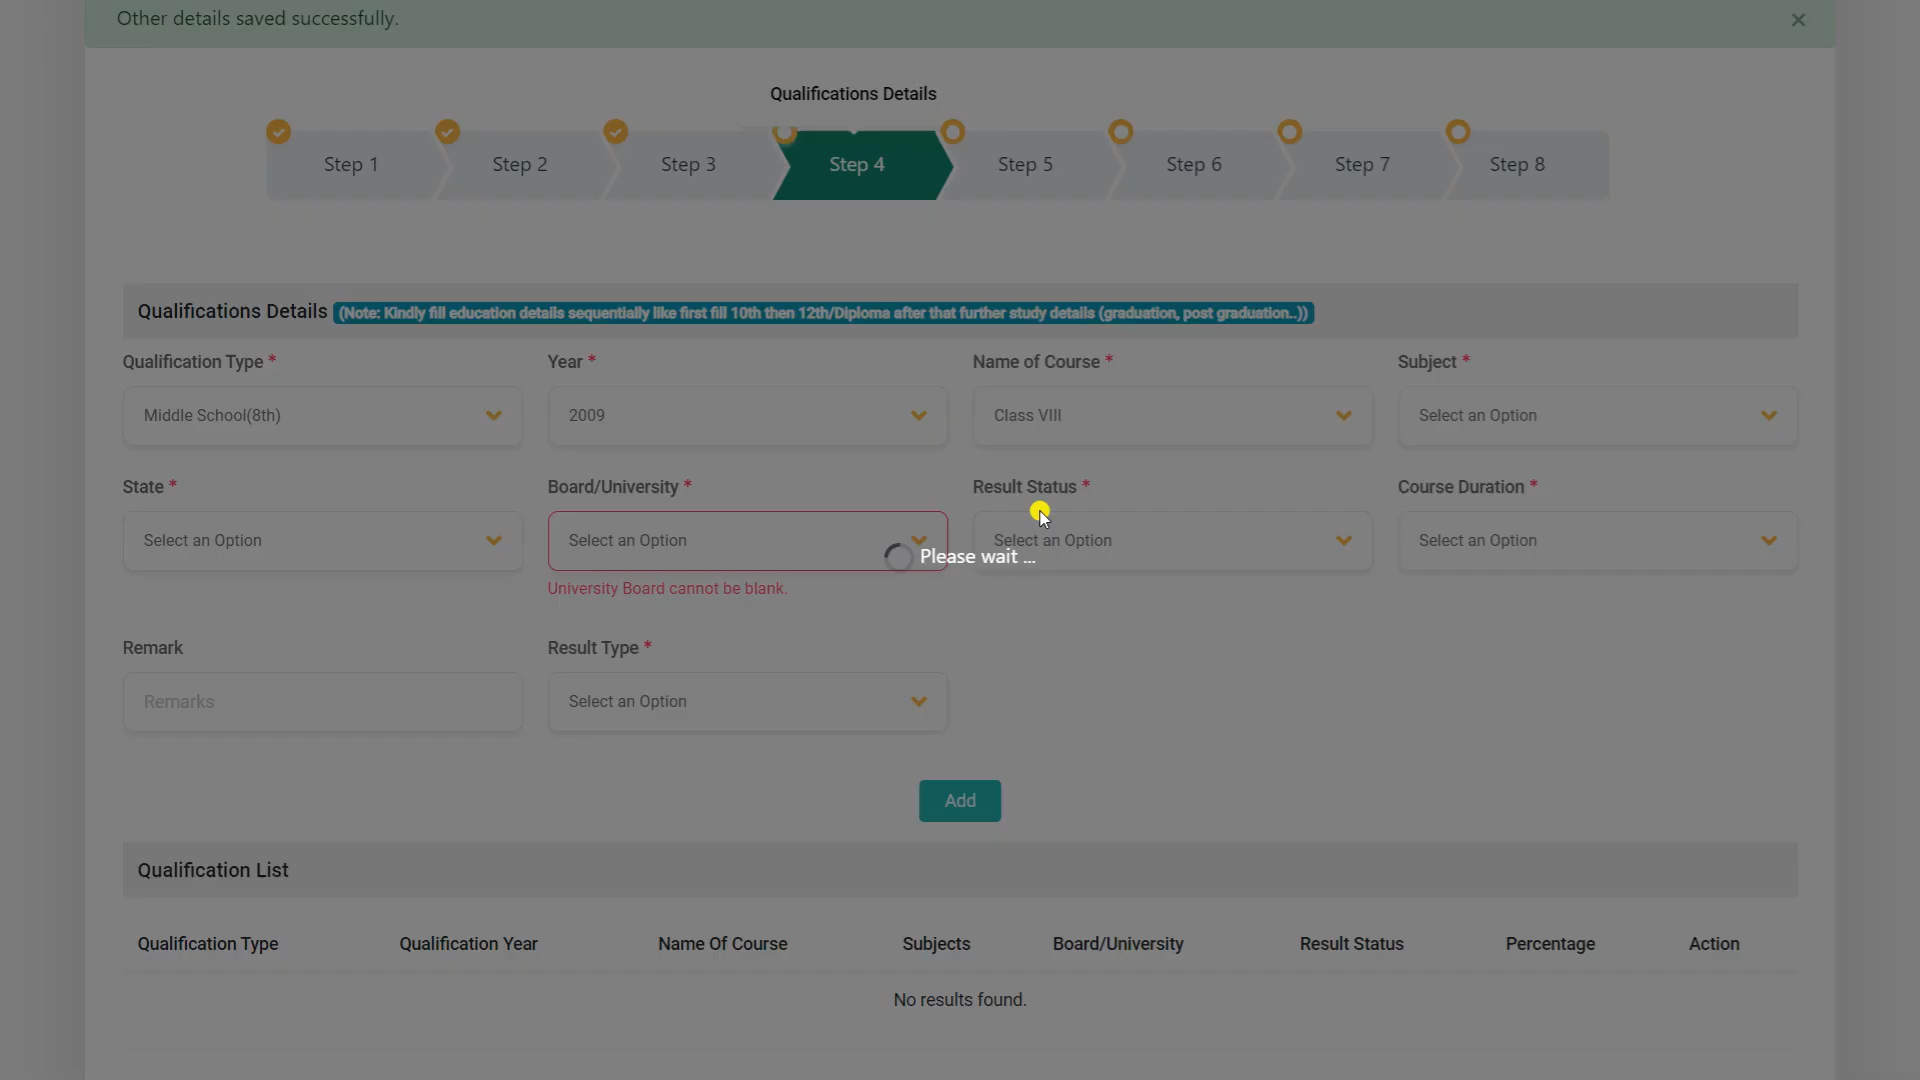 Other details saved successfully.
×
Qualifications Details
Step 1
Step 2
Step 3
Step 4
Step 5
Step 6
Step 7
Step 8
Qualifications Details (Note: Kindly fill education details sequentially like first fill 10th then 12th/Diploma after that further study details (graduation, post graduation..))
Qualification Type *
Year *
Name of Course *
Subject *
Middle School(8th)
2009
Class VIII
Select an Option
State *
Board/University *
Result Status *
Course Duration *
Select an Option
Select an Option
Select an Option
Select an Option
Please wait ...
University Board cannot be blank.
Remark
Result Type *
Remarks
Select an Option
Add
Qualification List
Qualification Type
Qualification Year
Name Of Course
Subjects
Board/University
Result Status
Percentage
Action
No results found.